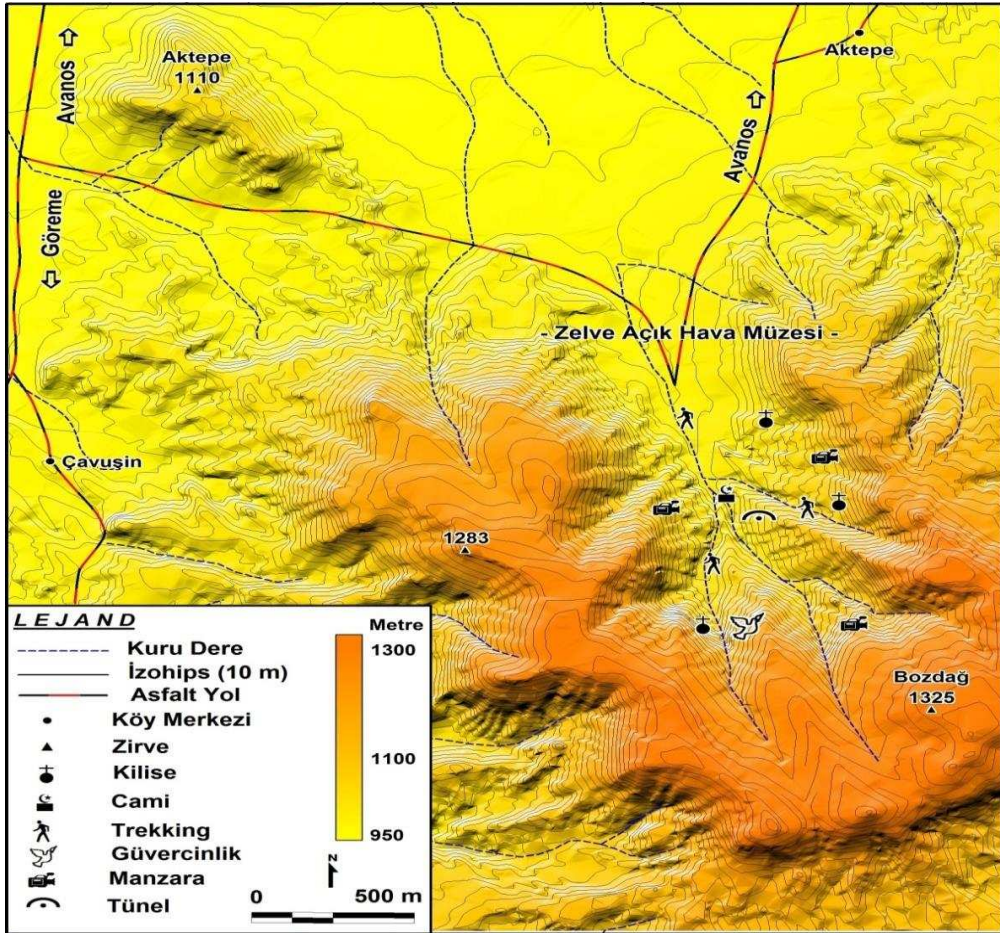 Avanos
Aktepe
1110
Aktepe
Avanos
Göreme
- Zelve Açık Hava Müzesi -
Çavuşin
1283
Bozdağ
1325
LEJAND
Kuru Dere
İzohips (10 m)
Asfalt Yol
Köy Merkezi
Zirve
Kilise
Cami
Trekking
Güvercinlik
Manzara
Tünel
Metre
1300
1100
950
N
0 500 m